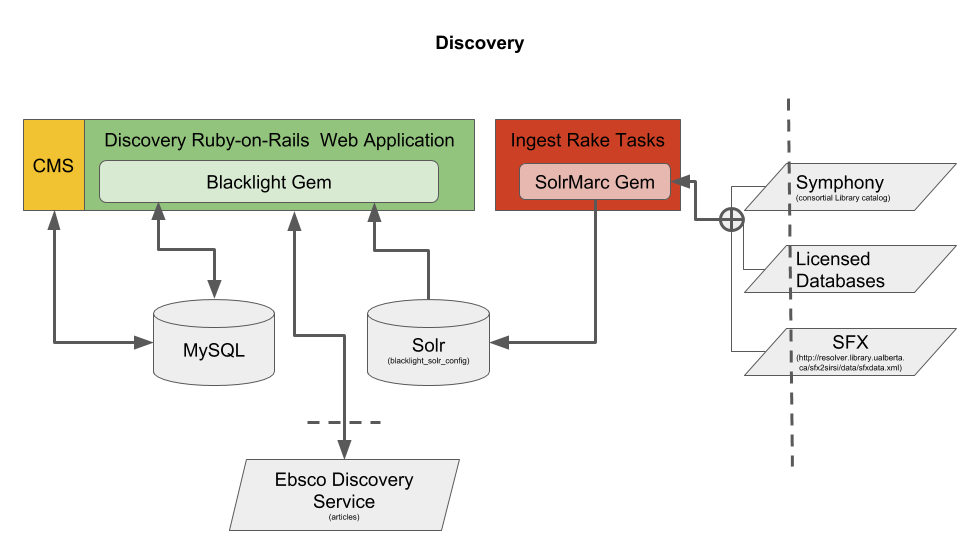 Discovery
CMS
Discovery Ruby-on-Rails Web Application
Blacklight Gem
Ingest Rake Tasks
SolrMarc Gem
Symphony
(consortial Library catalog)
Licensed
Databases
SFX
(http://resolver.library.ualberta.
ca/sfx2sirsi/data/sfxdata.xml)
MySQL
Solr
(blacklight_solr_config)
Ebsco Discovery
Service
(articles)